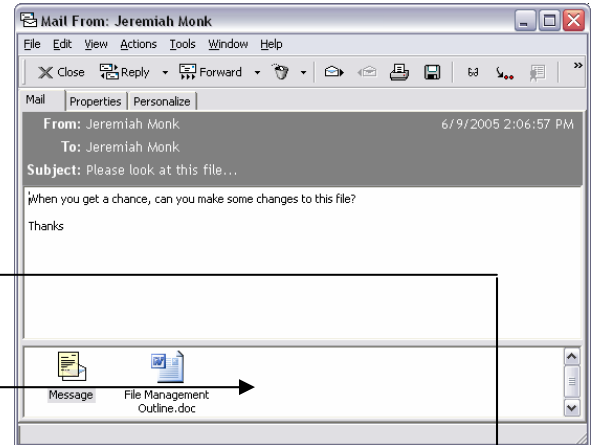 Mail From: Jeremiah Monk
File Edit View Actions Tools Window Help
Close Reply Forward »
Mail Properties Personalize
From: Jeremiah Monk 6/9/2005 2:06:57 PM
To: Jeremiah Monk
Subject: Please look at this file...
When you get a chance, can you make some changes to this file?
Thanks
Message File Management
Outline.doc